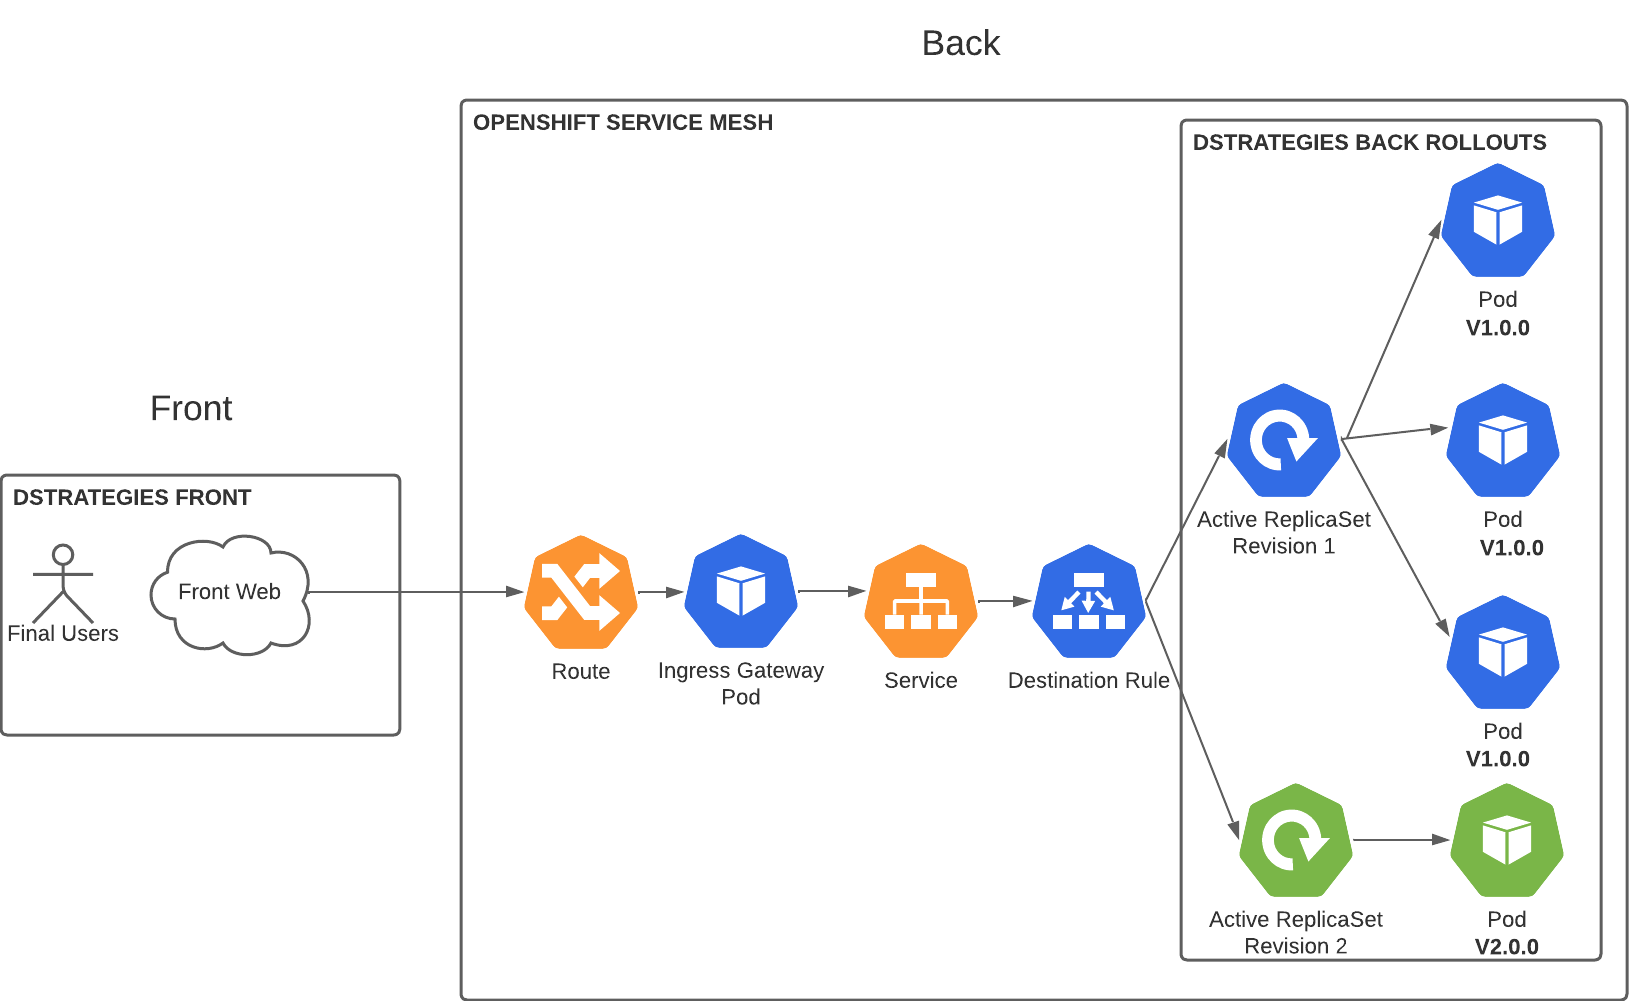 Back
OPENSHIFT SERVICE MESH
DSTRATEGIES BACK ROLLOUTS
Pod
V1.0.0
Front
DSTRATEGIES FRONT
Front Web
Final Users
Route
Ingress Gateway
Pod
Service
Destination Rule
Active ReplicaSet
Revision 1
Pod
V1.0.0
Pod
V1.0.0
Active ReplicaSet
Revision 2
Pod
V2.0.0